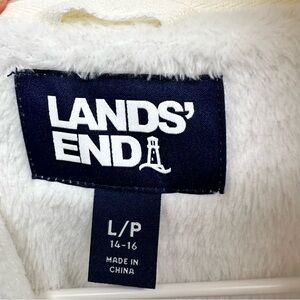 LANDS'
END
L/P
14-16
MADE IN
CHINA